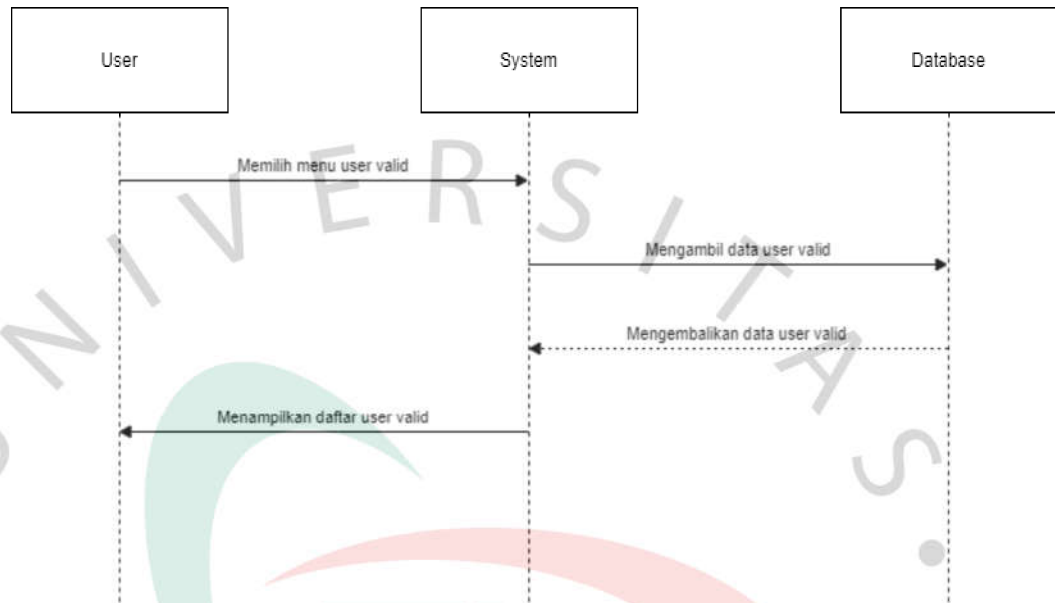 User
System
Database
Memilih menu user valid
Mengambil data user valid
Mengembalikan data user valid
Menampilkan daftar user valid
NIVERSITAS